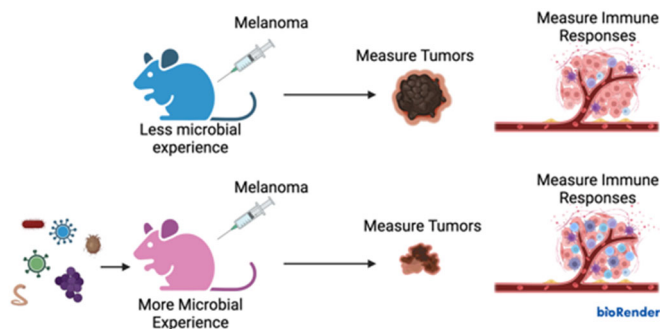 Melanoma
Measure Tumors
Measure Immune
Responses
Less microbial
experience
Melanoma
Measure Tumors
Measure Immune
Responses
More Microbial
Experience
bioRender